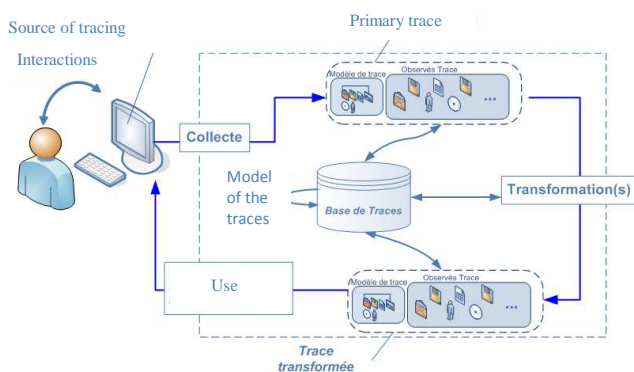 Source of tracing
Interactions
Primary trace
Modèle de trace
Observés Trace
...
Collecte
Model
of the
traces
Base de Traces
Transformation(s)
Use
Modèle de trace
Observés Trace
...
Trace
transformée